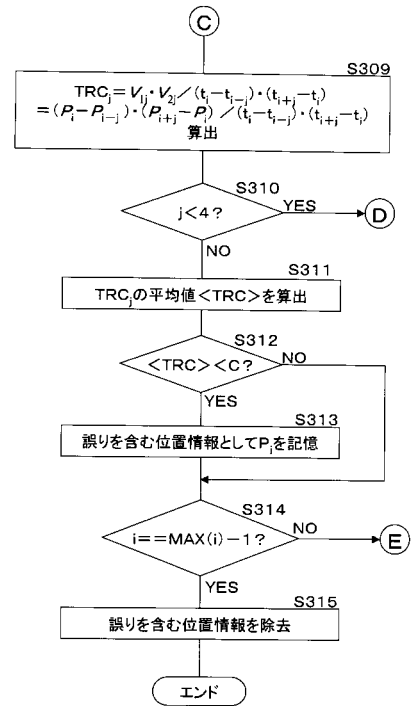 C
S309
TRCj=V1j・V2j/(ti−ti−j)・(ti+j−ti)
=(Pi−Pi−j)・(Pi+j−Pi)/(ti−ti−j)・(ti+j−ti)
算出
S310
j<4?
YES
D
NO
S311
TRCjの平均値<TRC>を算出
S312
<TRC><C?
NO
YES
S313
誤りを含む位置情報としてPiを記憶
S314
i==MAX(i)−1?
NO
E
YES
S315
誤りを含む位置情報を除去
エンド